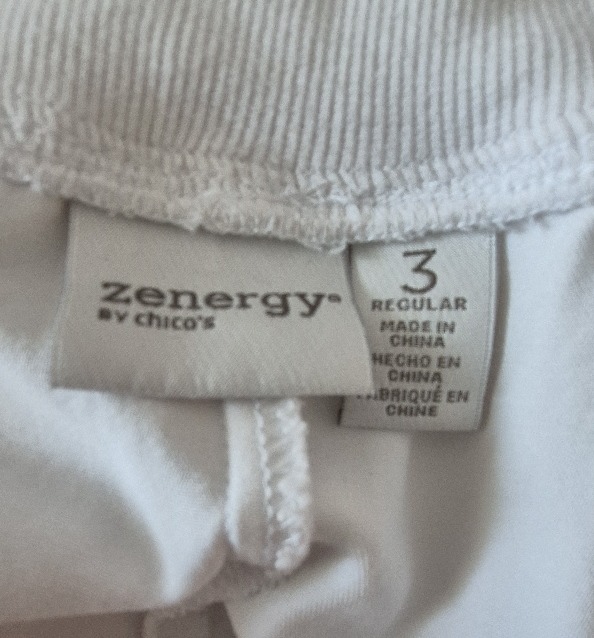 zenergy®
BY chico's
3
REGULAR
MADE IN
CHINA
HECHO EN
CHINA
FABRIQUÉ EN
CHINE